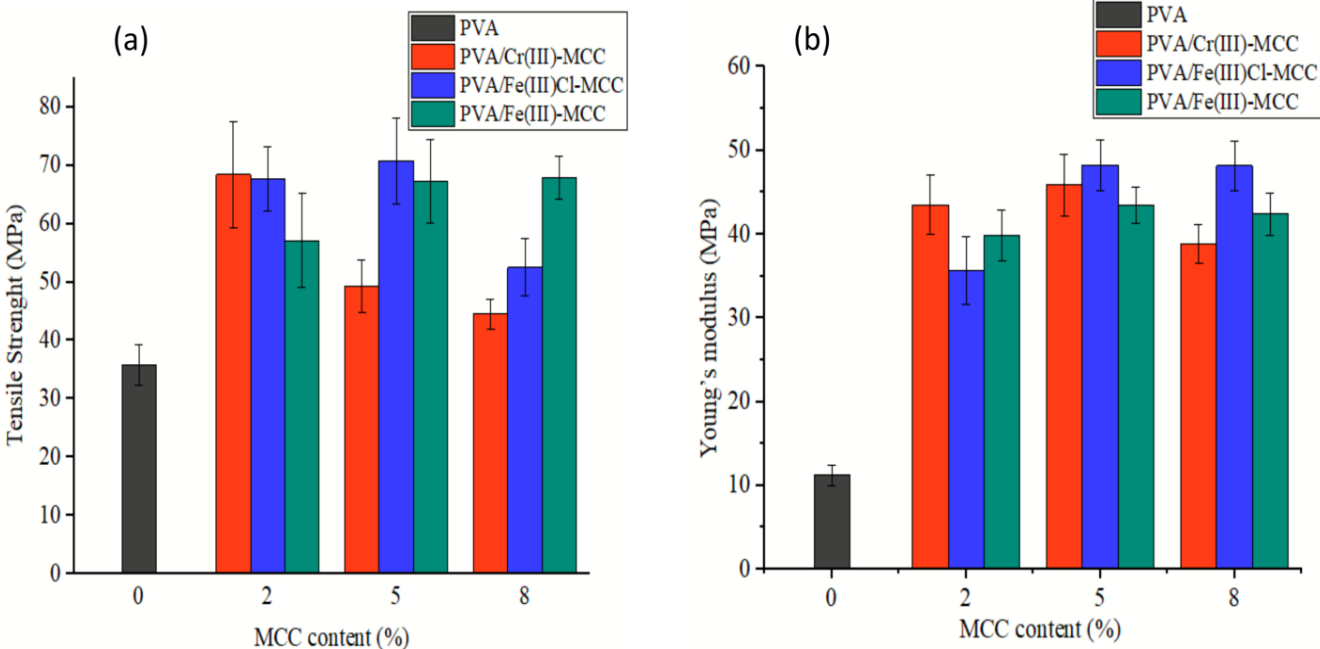 (a)
PVA
PVA/Cr(III)-MCC
PVA/Fe(III)Cl-MCC
PVA/Fe(III)-MCC
Tensile Strenght (MPa)
80
70
60
50
40
30
20
10
0
0 2 5 8
MCC content (%)
(b)
PVA
PVA/Cr(III)-MCC
PVA/Fe(III)Cl-MCC
PVA/Fe(III)-MCC
Young's modulus (MPa)
60
50
40
30
20
10
0
0 2 5 8
MCC content (%)